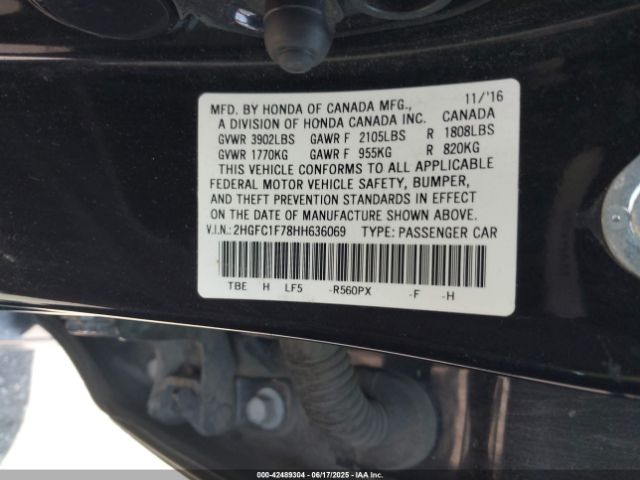 11/'16
MFD. BY HONDA OF CANADA MFG., CANADA
A DIVISION OF HONDA CANADA INC.
GVWR 3902LBS GAWR F 2105LBS R 1808LBS
GVWR 1770KG GAWR F 955KG R 820KG
THIS VEHICLE CONFORMS TO ALL APPLICABLE
FEDERAL MOTOR VEHICLE SAFETY, BUMPER,
AND THEFT PREVENTION STANDARDS IN EFFECT
ON THE DATE OF MANUFACTURE SHOWN ABOVE.
V.I.N.: 2HGFC1F78HH636069 TYPE: PASSENGER CAR
TBE H LF5 -R560PX -F -H
000-42489304 - 06/17/2025 - IAAI.COM